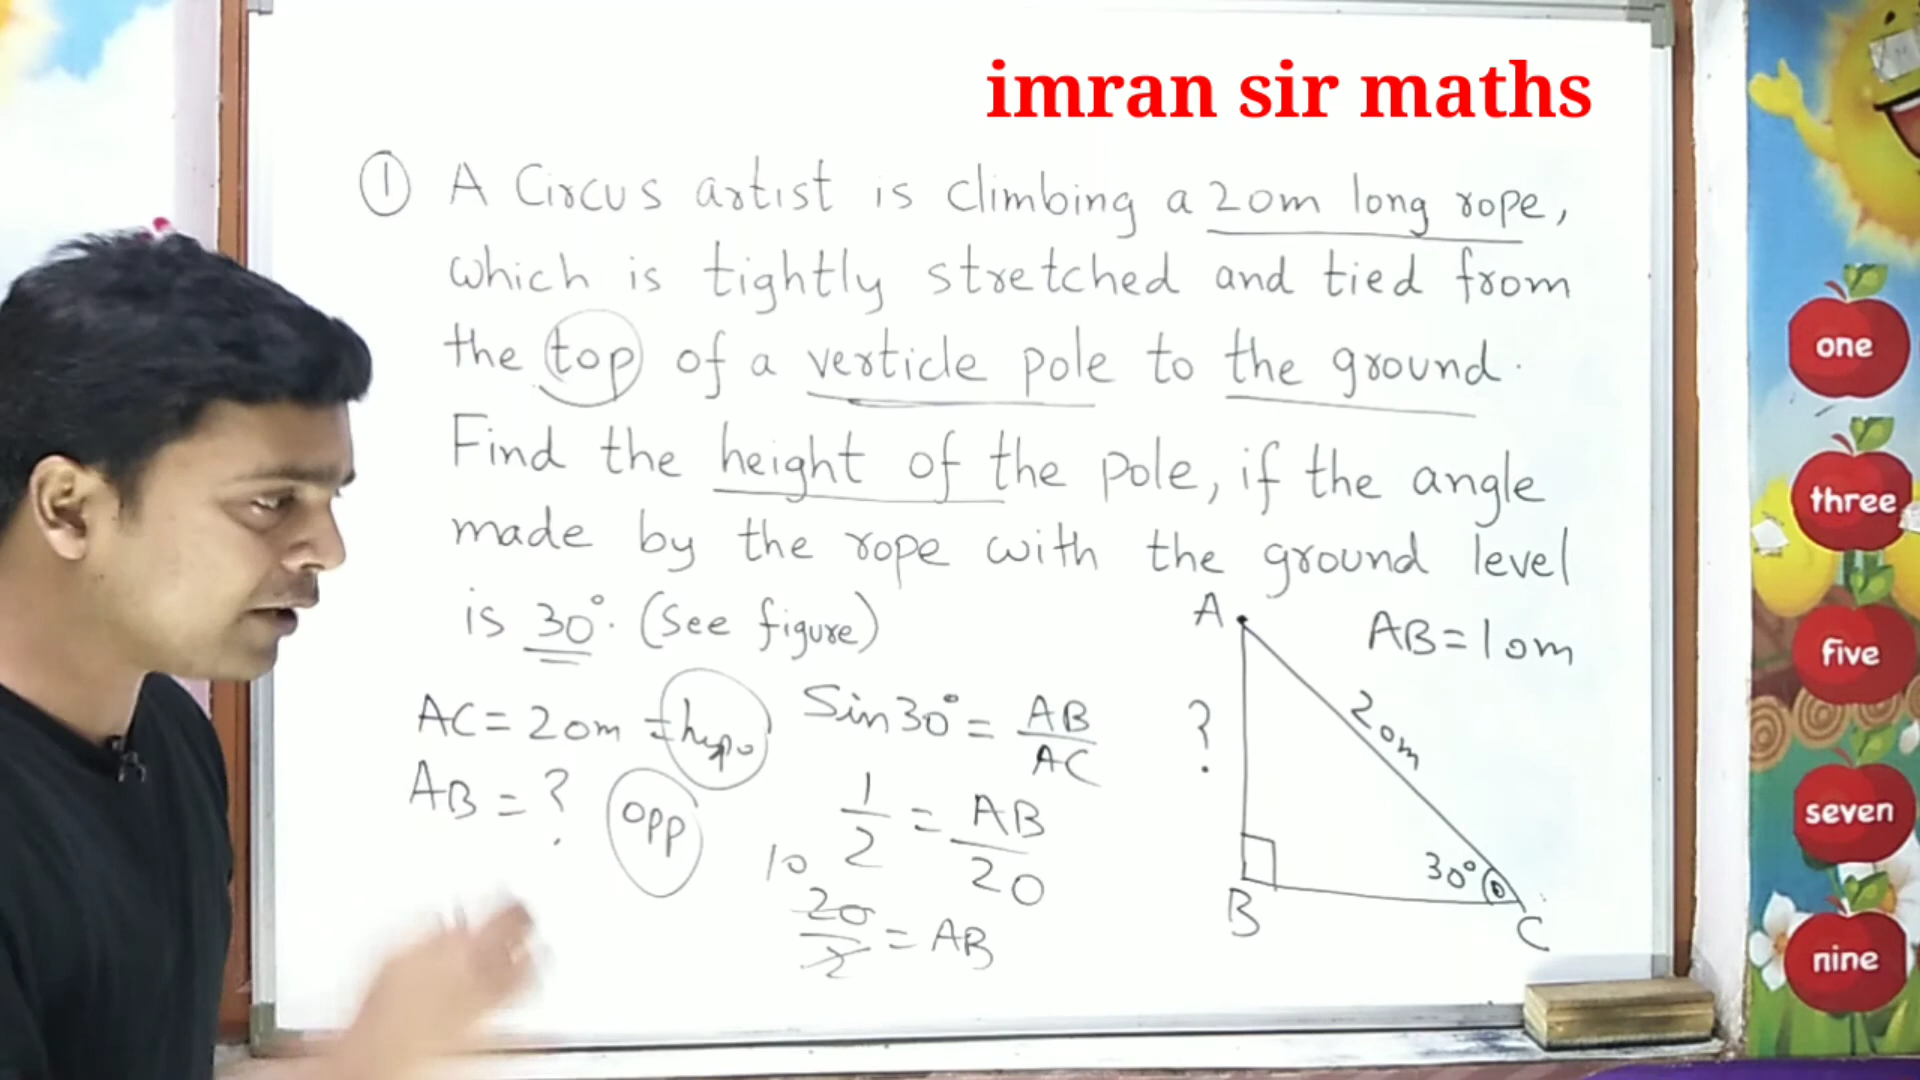 imran sir maths
① A Circus artist is climbing a 20m long rope,
which is tightly stretched and tied from
the top of a verticle pole to the ground.
Find the height of the pole, if the angle
made by the rope with the ground level
is 30°. (See figure)
AC = 20m = hypo
AB = ?
opp
Sin30° = AB/AC
1/2 = AB/20
10
20/2 = AB
A
AB = 10m
?
20m
30°
B
C
one
three
five
seven
nine